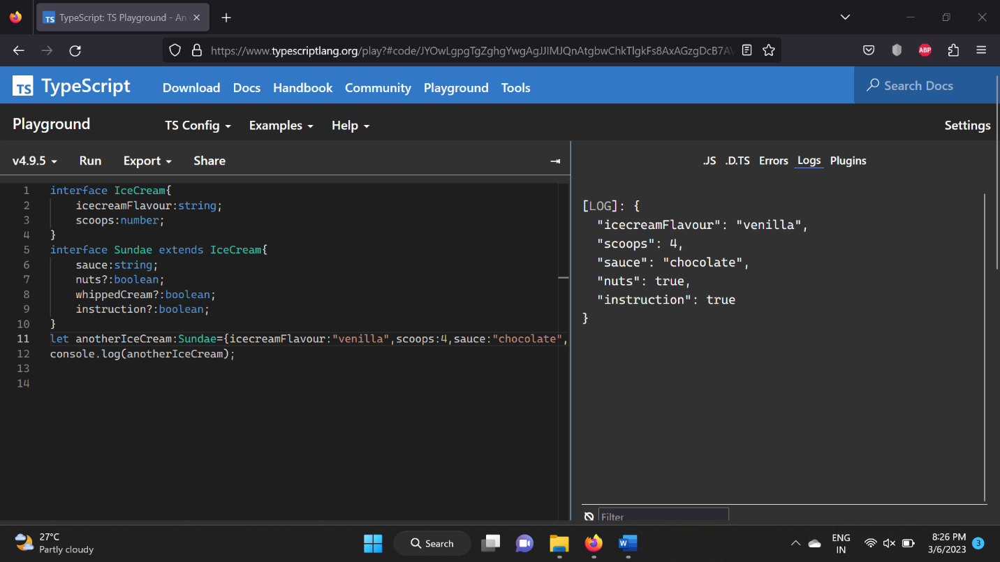 TS TypeScript: TS Playground - An
https://www.typescriptlang.org/play?#code/JYOwLgpgTgZghgYwgAgJJIMJQnAtgbwChkTlgkFs8AxAGzgDcB7AV
ABP
TS TypeScript Download Docs Handbook Community Playground Tools Search Docs
Playground TS Config Examples Help Settings
v4.9.5 Run Export Share
.JS .D.TS Errors Logs Plugins
1 interface IceCream{
2 icecreamFlavour:string;
3 scoops:number;
4 }
5 interface Sundae extends IceCream{
6 sauce:string;
7 nuts?:boolean;
8 whippedCream?:boolean;
9 instruction?:boolean;
10 }
11 let anotherIceCream:Sundae={icecreamFlavour:"venilla",scoops:4,sauce:"chocolate",
12 console.log(anotherIceCream);
13
14
[LOG]: {
"icecreamFlavour": "venilla",
"scoops": 4,
"sauce": "chocolate",
"nuts": true,
"instruction": true
}
Filter
27°C
Partly cloudy
Search
W
ENG
IN
8:26 PM
3/6/2023
3